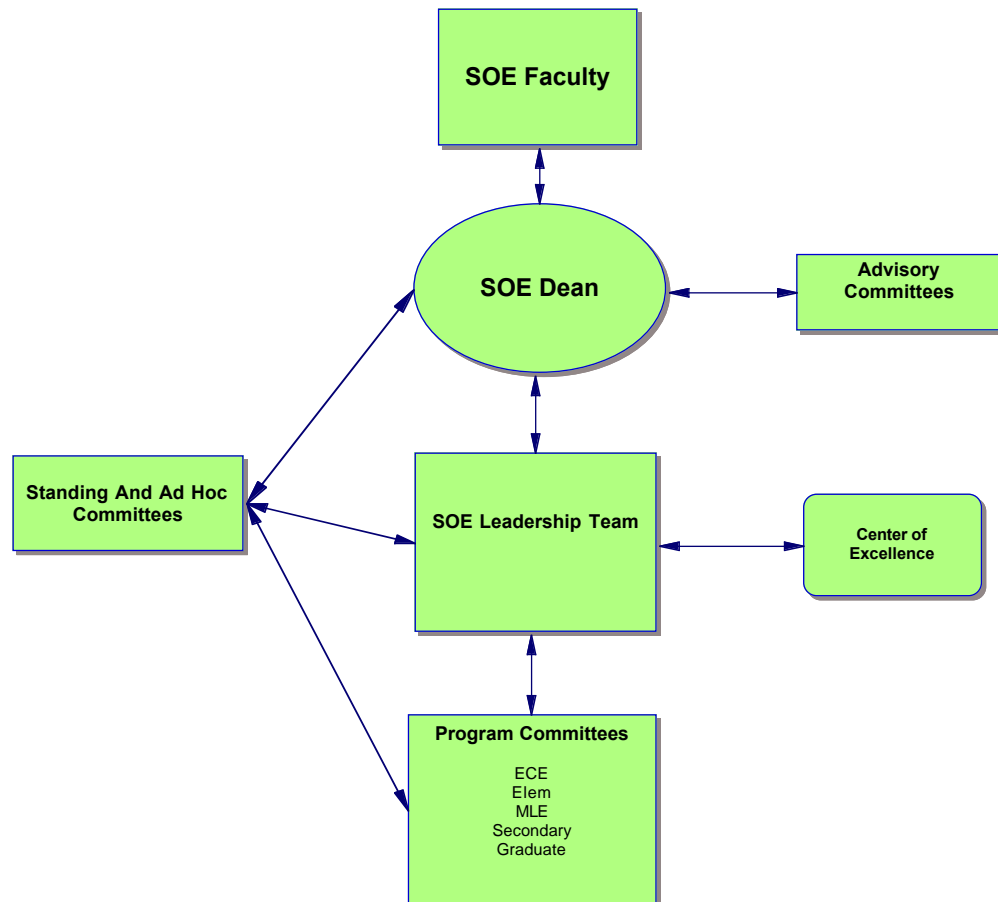 SOE Faculty
SOE Dean
Advisory
Committees
Standing And Ad Hoc
Committees
SOE Leadership Team
Center of
Excellence
Program Committees
ECE
Elem
MLE
Secondary
Graduate